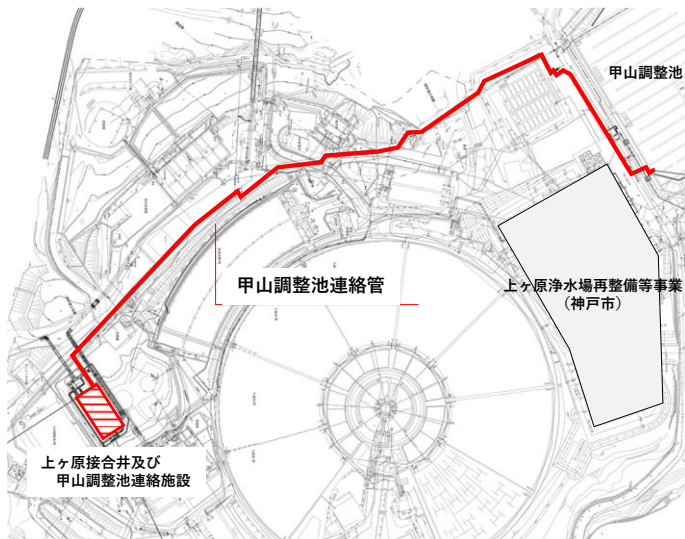 甲山調整池
甲山調整池連絡管
上ヶ原浄水場再整備等事業
（神戸市）
上ヶ原接合井及び
甲山調整池連絡施設